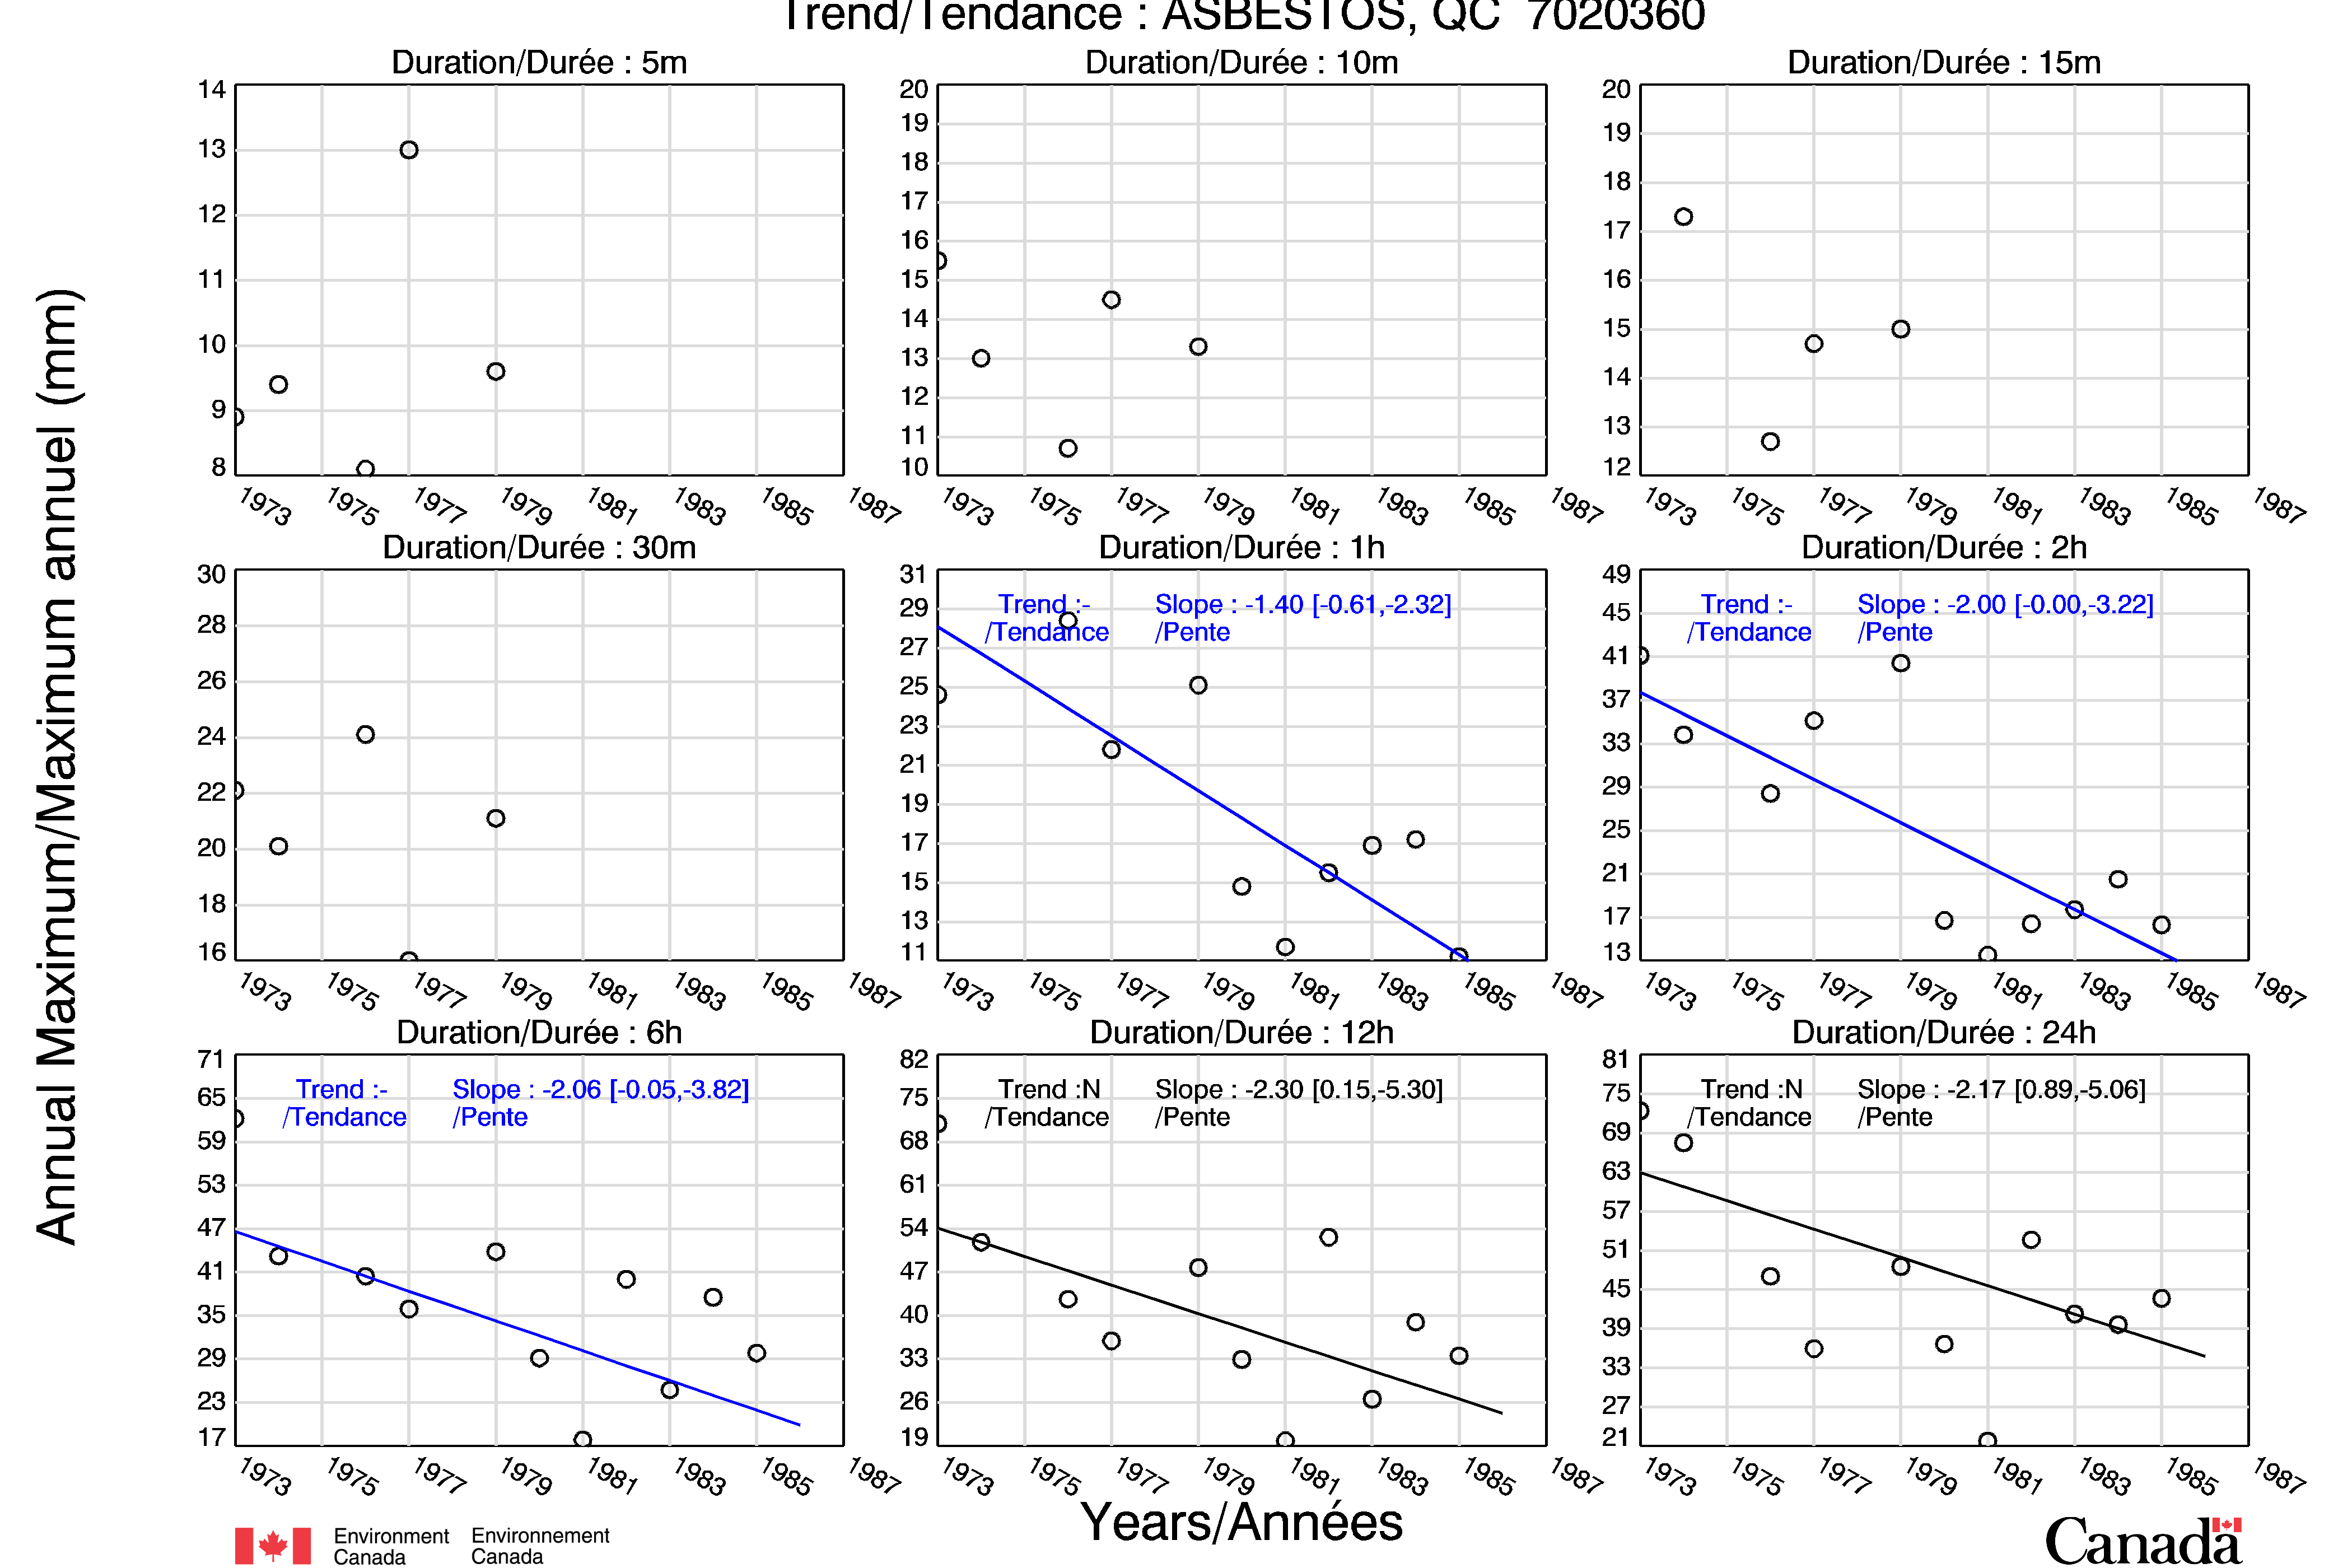 Trend/Tendance : ASBESTOS, QC 7020360
Annual Maximum/Maximum annuel (mm)
Duration/Durée : 5m
14
13
12
11
10
9
8
1973 1975 1977 1979 1981 1983 1985 1987
Duration/Durée : 10m
20
19
18
17
16
15
14
13
12
11
10
1973 1975 1977 1979 1981 1983 1985 1987
Duration/Durée : 15m
20
19
18
17
16
15
14
13
12
1973 1975 1977 1979 1981 1983 1985 1987
Duration/Durée : 30m
30
28
26
24
22
20
18
16
1973 1975 1977 1979 1981 1983 1985 1987
Duration/Durée : 1h
Trend :- Slope : -1.40 [-0.61,-2.32]
/Tendance /Pente
31
29
27
25
23
21
19
17
15
13
11
1973 1975 1977 1979 1981 1983 1985 1987
Duration/Durée : 2h
Trend :- Slope : -2.00 [-0.00,-3.22]
/Tendance /Pente
49
45
41
37
33
29
25
21
17
13
1973 1975 1977 1979 1981 1983 1985 1987
Duration/Durée : 6h
Trend :- Slope : -2.06 [-0.05,-3.82]
/Tendance /Pente
71
65
59
53
47
41
35
29
23
17
1973 1975 1977 1979 1981 1983 1985 1987
Duration/Durée : 12h
Trend :N Slope : -2.30 [0.15,-5.30]
/Tendance /Pente
82
75
68
61
54
47
40
33
26
19
1973 1975 1977 1979 1981 1983 1985 1987
Duration/Durée : 24h
Trend :N Slope : -2.17 [0.89,-5.06]
/Tendance /Pente
81
75
69
63
57
51
45
39
33
27
21
1973 1975 1977 1979 1981 1983 1985 1987
Years/Années
Environment Environnement
Canada Canada
Canada